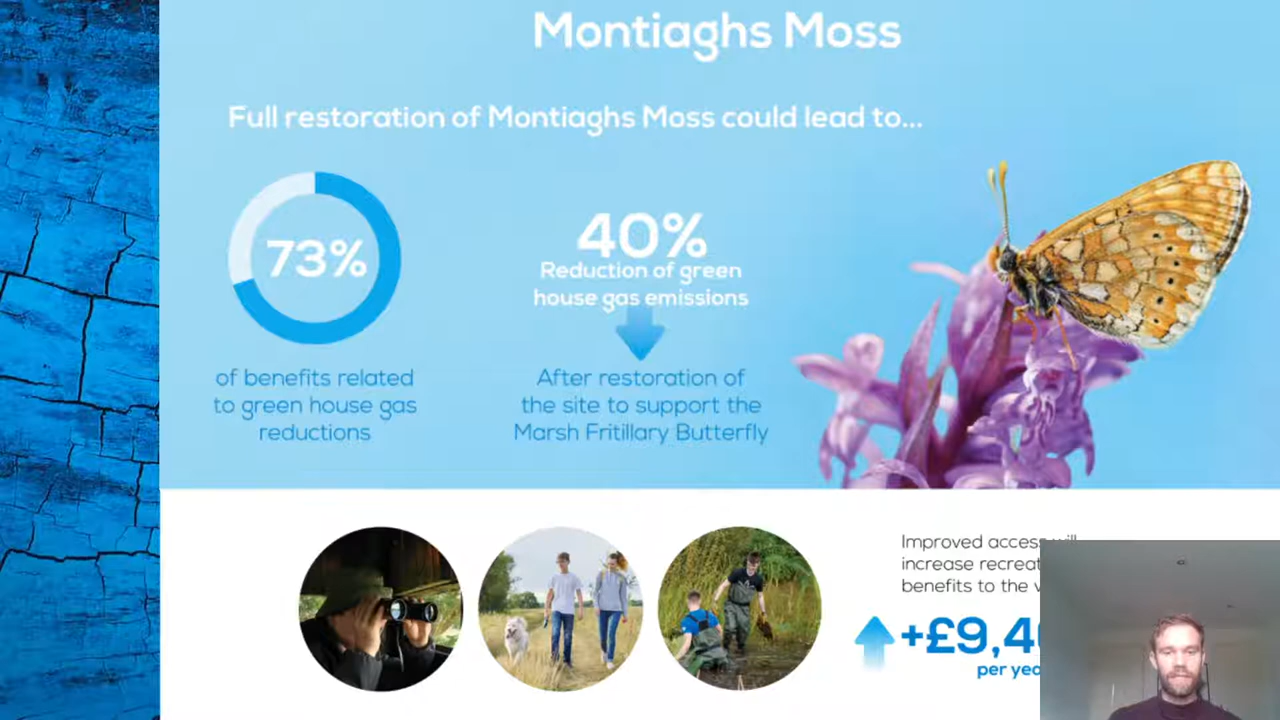 Montiaghs Moss
Full restoration of Montiaghs Moss could lead to...
73%
of benefits related
to green house gas
reductions
40%
Reduction of green
house gas emissions
After restoration of
the site to support the
Marsh Fritillary Butterfly
Improved access will
increase
benefits to the
per